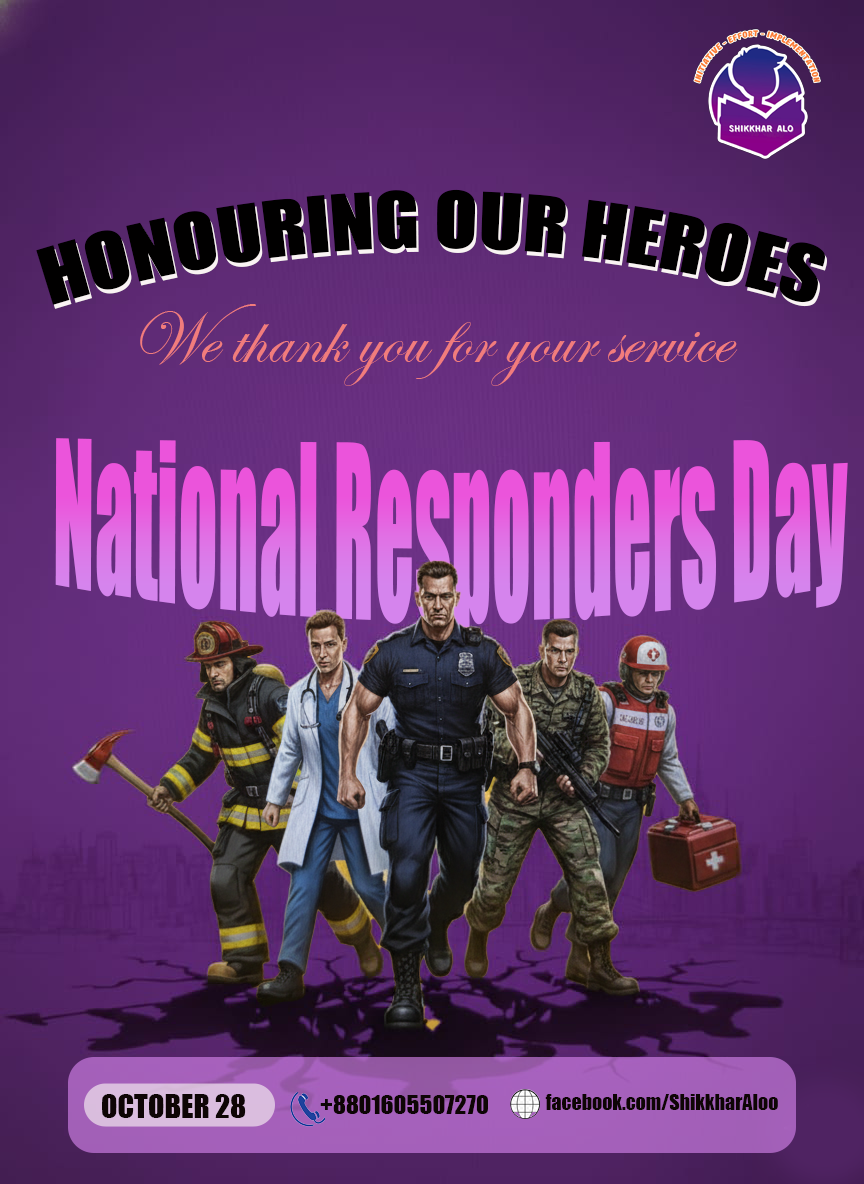 INITIATIVE - EFFORT - IMPLEMENTATION
SHIKKHAR ALO
HONOURING OUR HEROES
We thank you for your service
National Responders Day
OCTOBER 28
+8801605507270
facebook.com/ShikkharAloo